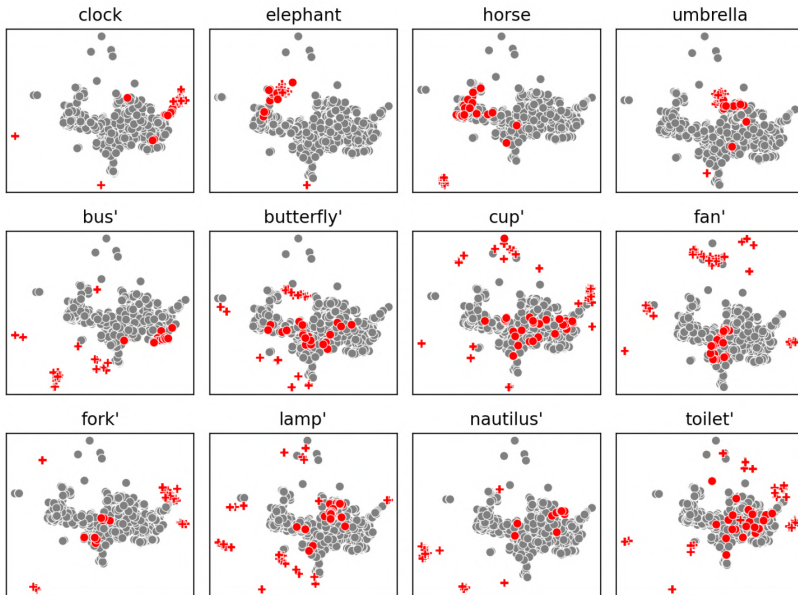 clock elephant horse umbrella
bus' butterfly' cup' fan'
fork' lamp' nautilus' toilet'